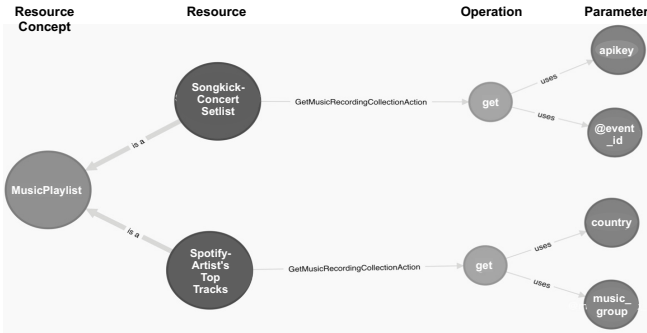 Resource
Concept
Resource
Operation
Parameter
apikey
uses
Songkick-
Concert
Setlist
GetMusicRecordingCollectionAction
get
uses
@event
_id
is a
MusicPlaylist
is a
country
uses
Spotify-
Artist's
Top
Tracks
GetMusicRecordingCollectionAction
get
uses
music_
group